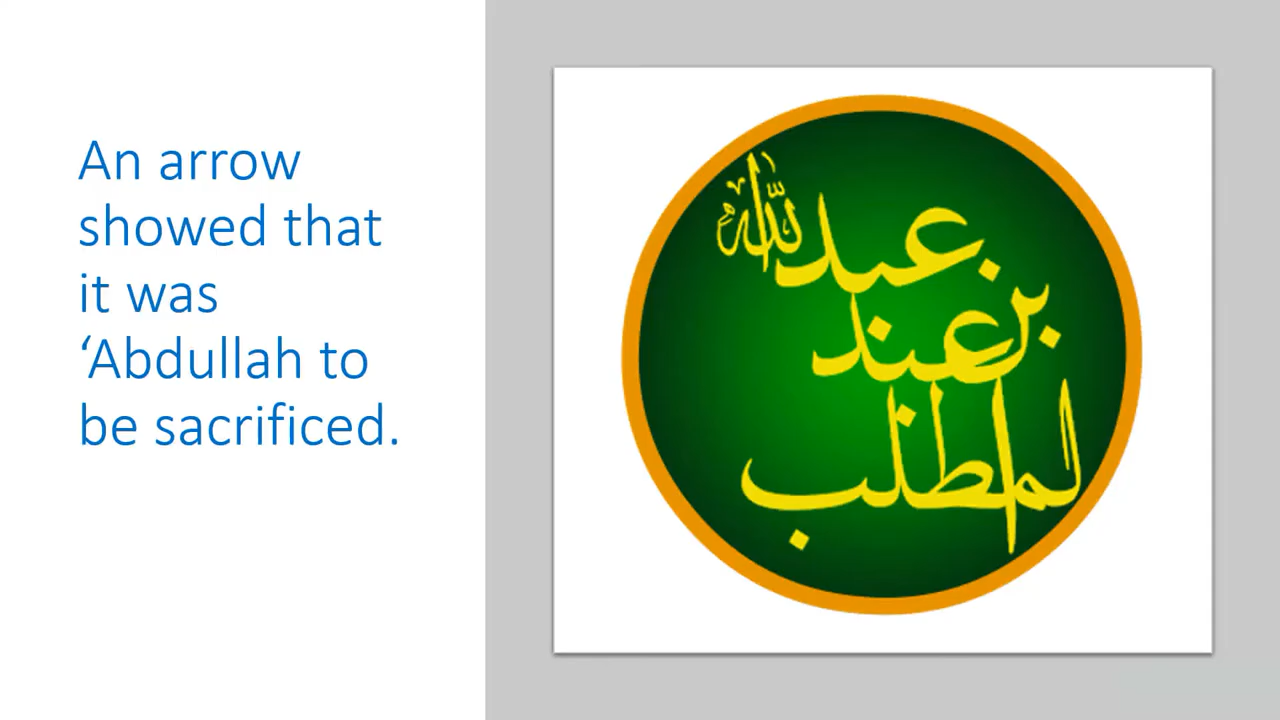 An arrow
showed that
it was
‘Abdullah to
be sacrificed.
عبد الله
بن عبد
المطلب